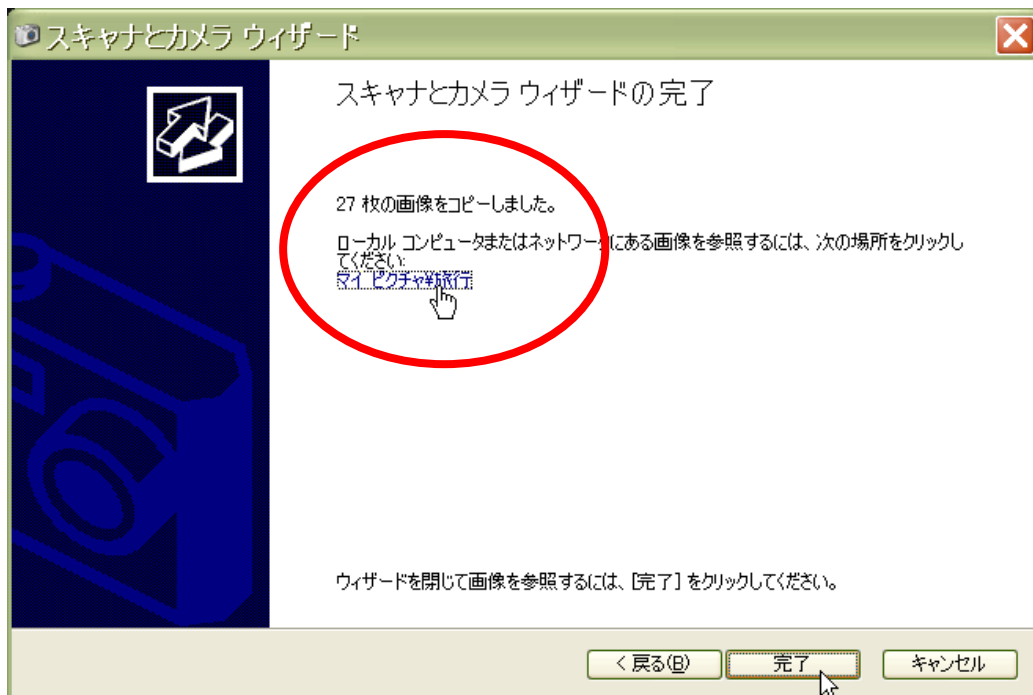 スキャナとカメラ ウィザード
スキャナとカメラ ウィザードの完了
27 枚の画像をコピーしました。
ローカル コンピュータまたはネットワークにある画像を参照するには、次の場所をクリックし
てください:
マイ ピクチャ¥旅行
ウィザードを閉じて画像を参照するには、[完了] をクリックしてください。
< 戻る(B)
完了
キャンセル